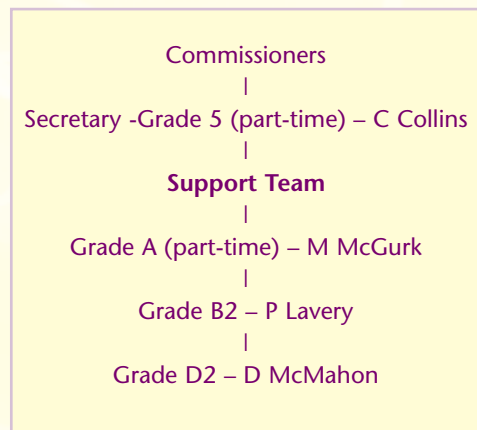 Commissioners
|
Secretary -Grade 5 (part-time) – C Collins
|
Support Team
|
Grade A (part-time) – M McGurk
|
Grade B2 – P Lavery
|
Grade D2 – D McMahon